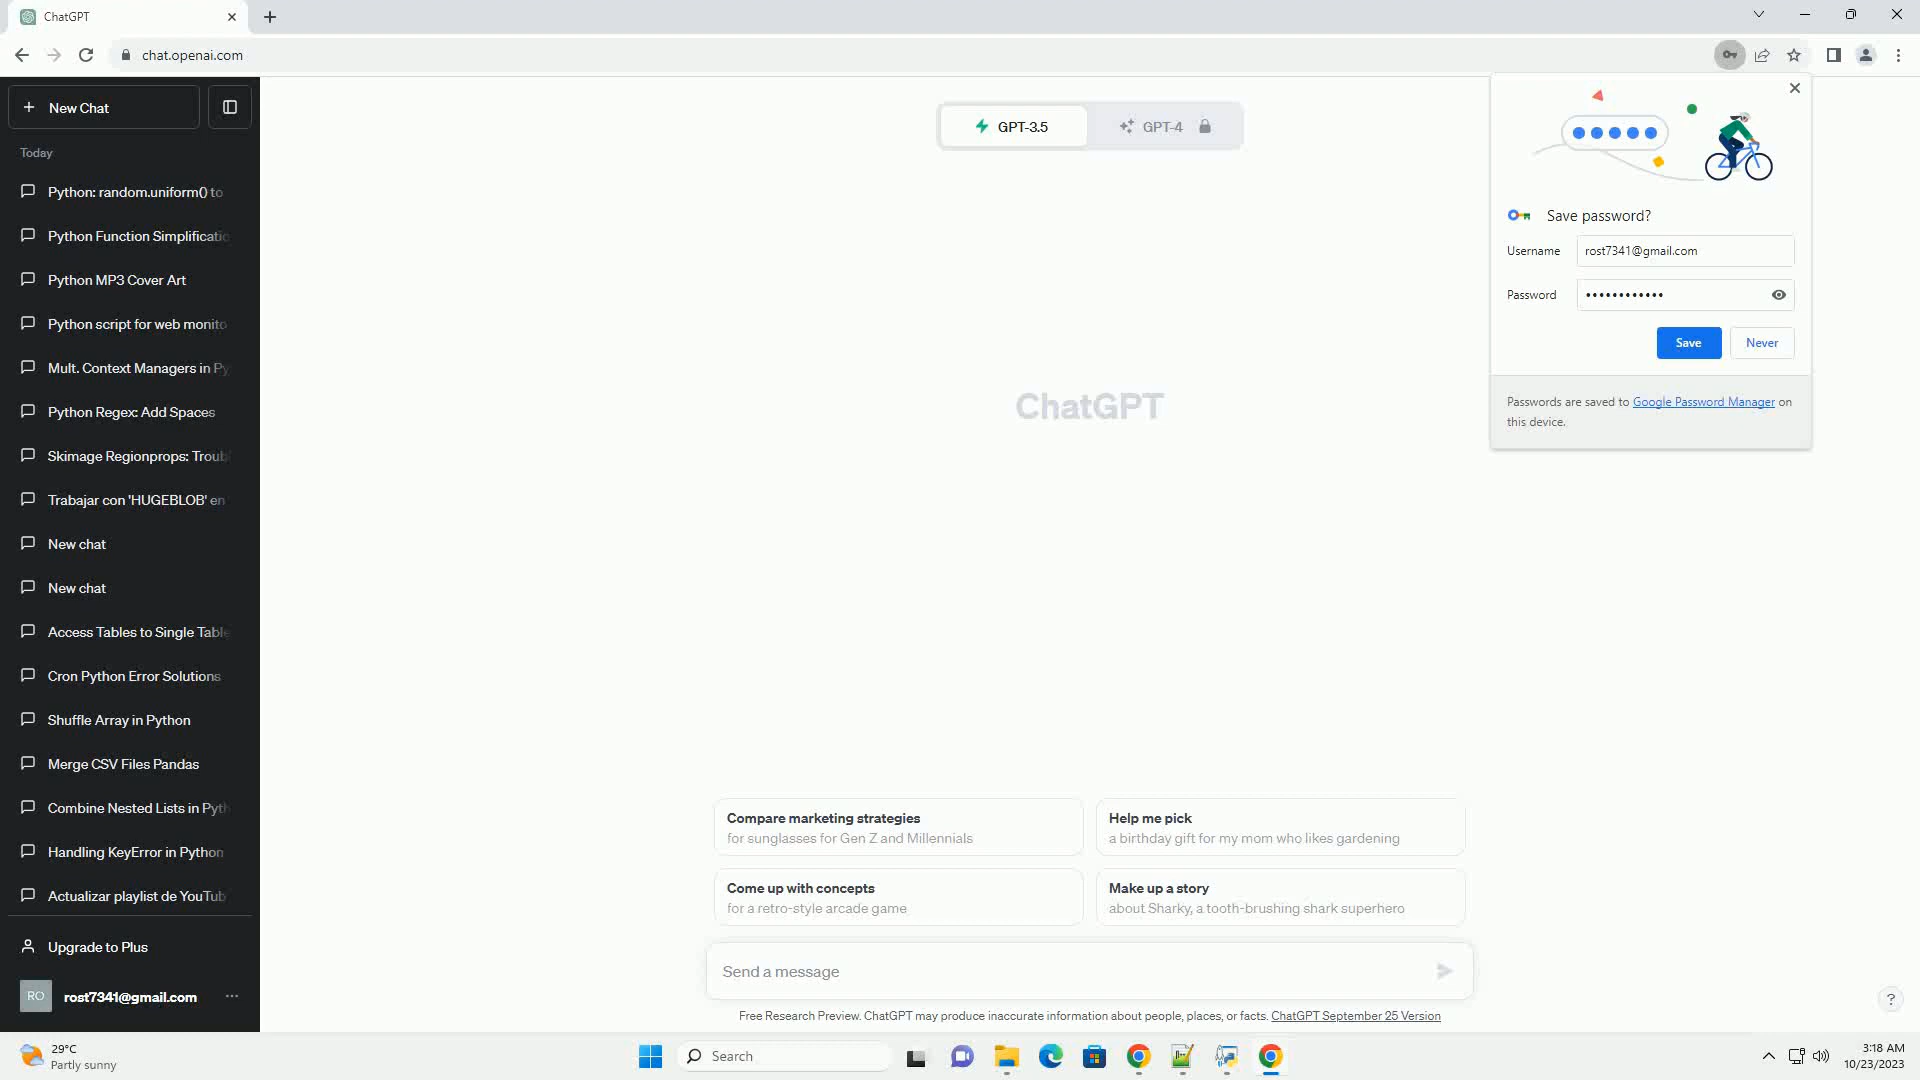 ChatGPT
chat.openai.com
New Chat
Today
Python: random.uniform() to
Python Function Simplificatio
Python MP3 Cover Art
Python script for web monito
Mult. Context Managers in Py
Python Regex: Add Spaces
Skimage Regionprops: Troub
Trabajar con 'HUGEBLOB' en
New chat
New chat
Access Tables to Single Table
Cron Python Error Solutions
Shuffle Array in Python
Merge CSV Files Pandas
Combine Nested Lists in Pyth
Handling KeyError in Python
Actualizar playlist de YouTub
Upgrade to Plus
RO rost7341@gmail.com
GPT-3.5 GPT-4
ChatGPT
Compare marketing strategies
for sunglasses for Gen Z and Millennials
Help me pick
a birthday gift for my mom who likes gardening
Come up with concepts
for a retro-style arcade game
Make up a story
about Sharky, a tooth-brushing shark superhero
Send a message
Free Research Preview. ChatGPT may produce inaccurate information about people, places, or facts. ChatGPT September 25 Version
?
Save password?
Username rost7341@gmail.com
Password ••••••••••••
Save Never
Passwords are saved to Google Password Manager on
this device.
29°C
Partly sunny
Search
3:18 AM
10/23/2023